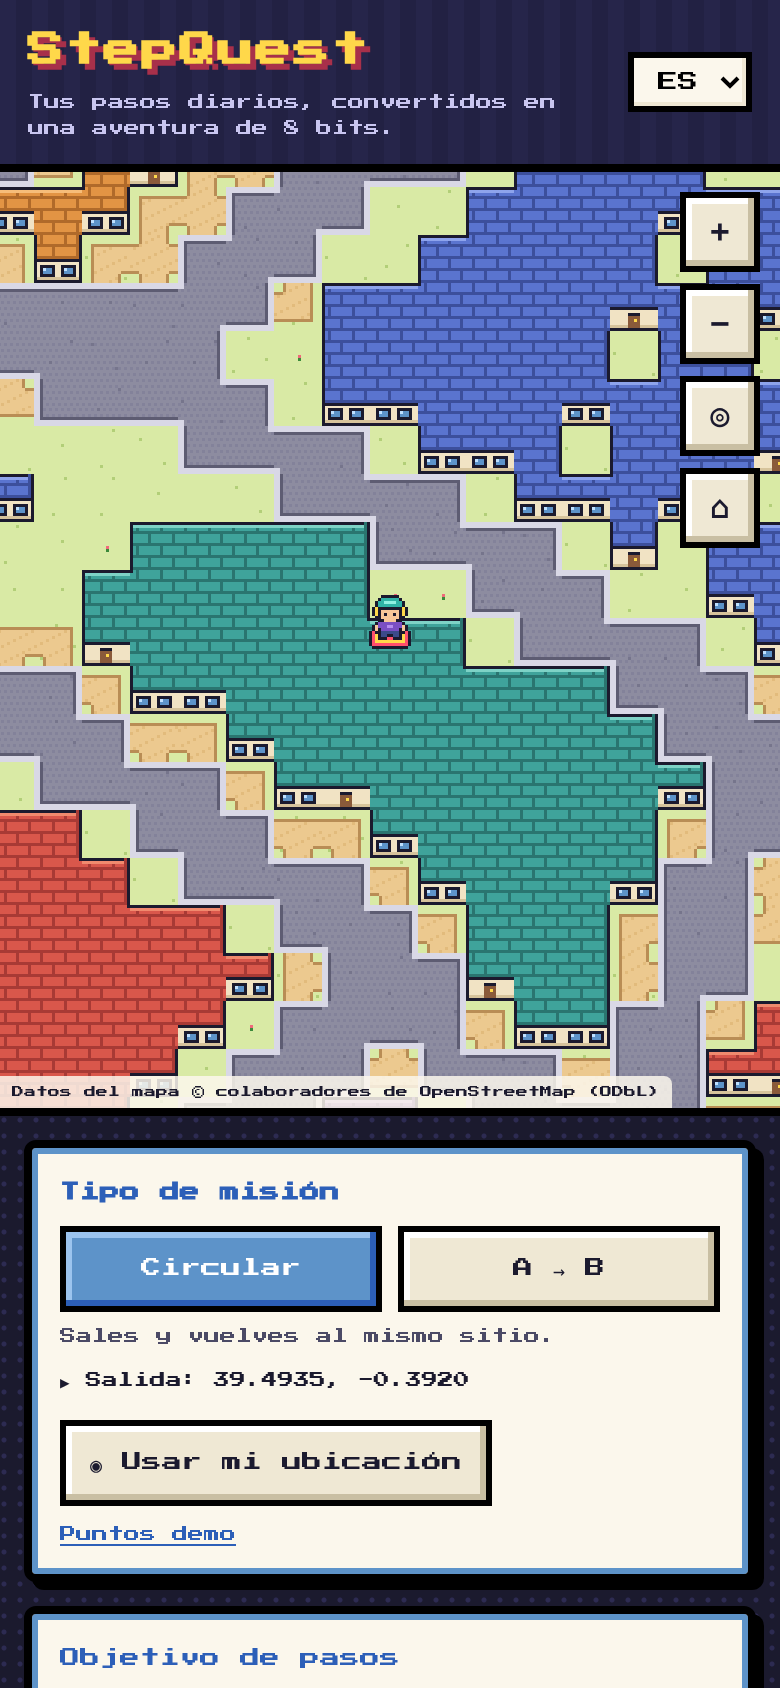 StepQuest
Tus pasos diarios, convertidos en
una aventura de 8 bits.
ES
+
−
Datos del mapa © colaboradores de OpenStreetMap (ODbL)
Tipo de misión
Circular
A → B
Sales y vuelves al mismo sitio.
▸ Salida: 39.4935, -0.3920
◉ Usar mi ubicación
Puntos demo
Objetivo de pasos